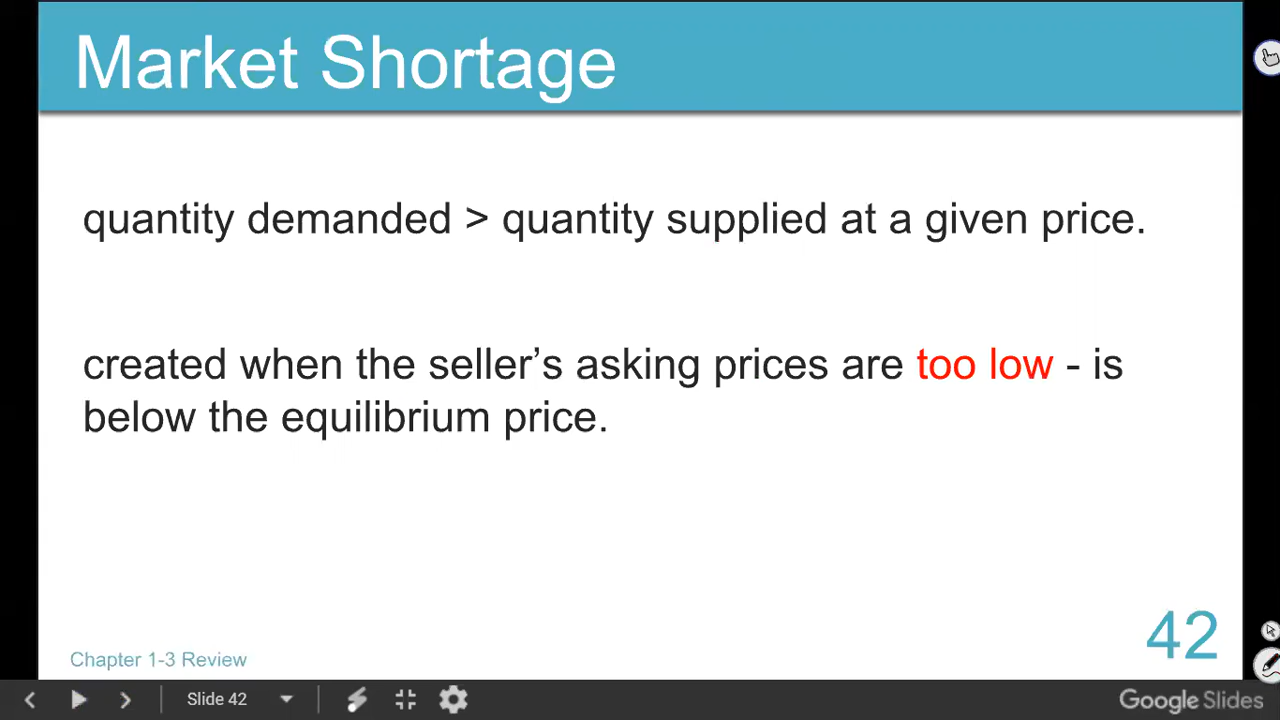 Market Shortage
quantity demanded > quantity supplied at a given price.
created when the seller’s asking prices are too low - is
below the equilibrium price.
42
Chapter 1-3 Review
Slide 42
Google Slides